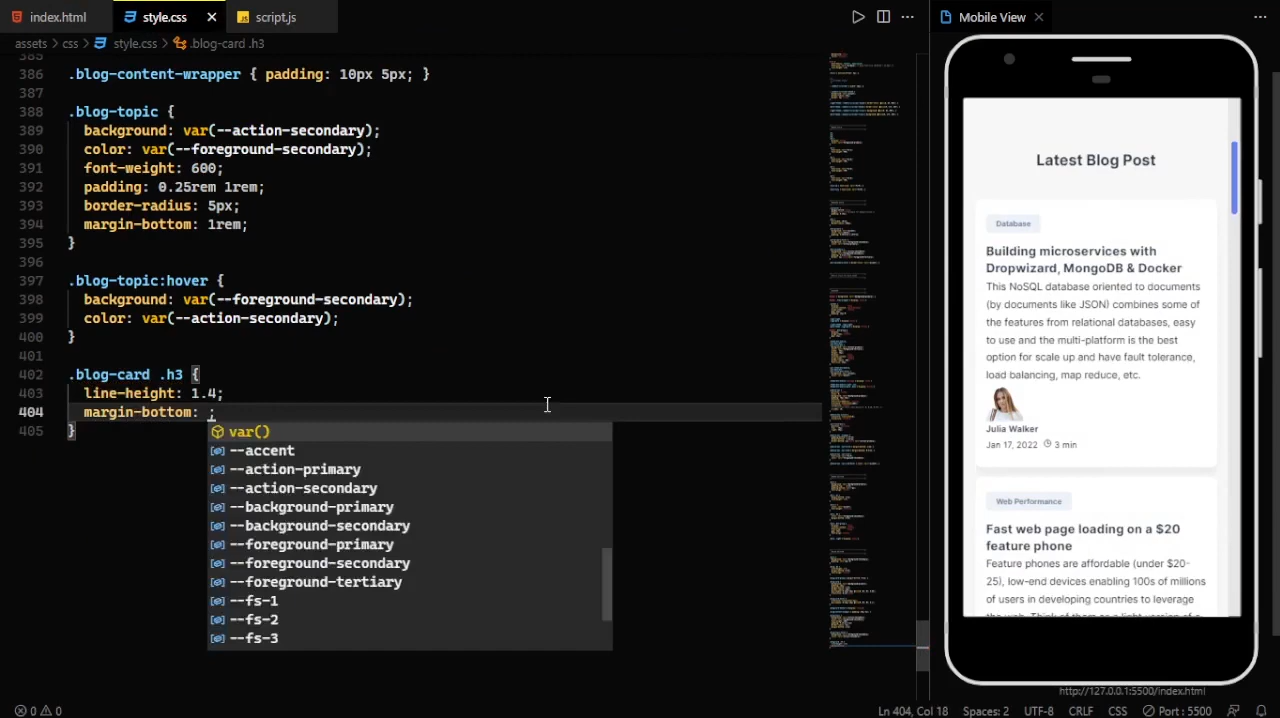 index.html
style.css
script.js
Mobile View
assets > css > style.css > .blog-card .h3
385
386 .blog-content-wrapper { padding: 10px 5px; }
387
388 .blog-topic {
389 background: var(--action-secondary);
390 color: var(--foreground-secondary);
391 font-weight: 600;
392 padding: 0.25rem 1rem;
393 border-radius: 5px;
394 margin-bottom: 1rem;
395 }
396
397 .blog-topic:hover {
398 background: var(--foreground-secondary);
399 color: var(--action-secondary);
400 }
401
402 .blog-card .h3 {
403 line-height: 1.4;
404 margin-bottom: ;
405 }
var()
--accent
--action-primary
--action-secondary
--background-primary
--background-secondary
--foreground-primary
--foreground-secondary
--foreground-tertiary
--fs-1
--fs-2
--fs-3
Latest Blog Post
Database
Building microservices with
Dropwizard, MongoDB & Docker
This NoSQL database oriented to documents
(by documents like JSON) combines some of
the features from relational databases, easy
to use and the multi-platform is the best
option for scale up and have fault tolerance,
load balancing, map reduce, etc.
Julia Walker
Jan 17, 2022 3 min
Web Performance
Fast web page loading on a $20
feature phone
Feature phones are affordable (under $20-
25), low-end devices enabling 100s of millions
of users in developing countries to leverage
http://127.0.0.1:5500/index.html
0 0
Ln 404, Col 18
Spaces: 2
UTF-8
CRLF
CSS
Port : 5500